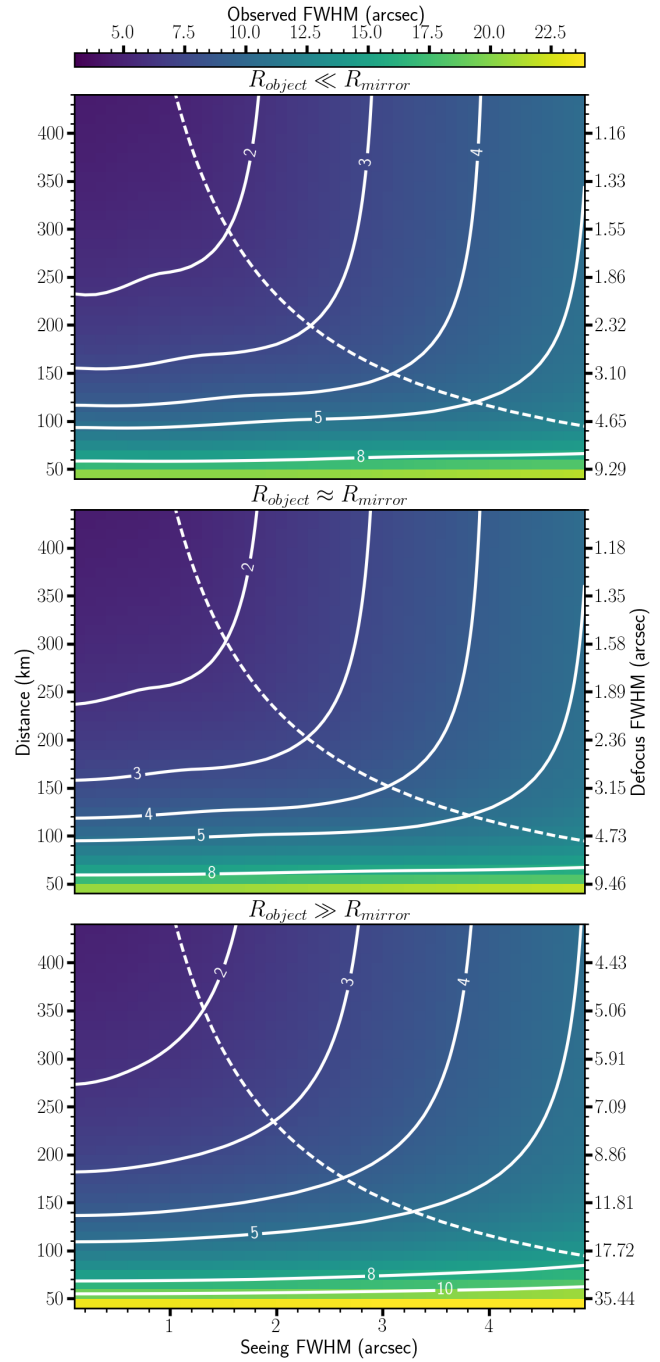 Observed FWHM (arcsec)
5.0 7.5 10.0 12.5 15.0 17.5 20.0 22.5
R_object ≪ R_mirror
400 350 300 250 200 150 100 50
2 3 4 5 8
1.16 1.33 1.55 1.86 2.32 3.10 4.65 9.29
R_object ≈ R_mirror
Distance (km)
400 350 300 250 200 150 100 50
2 3 4 5 8
1.18 1.35 1.58 1.89 2.36 3.15 4.73 9.46
Defocus FWHM (arcsec)
R_object ≫ R_mirror
400 350 300 250 200 150 100 50
2 3 4 5 8 10
4.43 5.06 5.91 7.09 8.86 11.81 17.72 35.44
1 2 3 4
Seeing FWHM (arcsec)